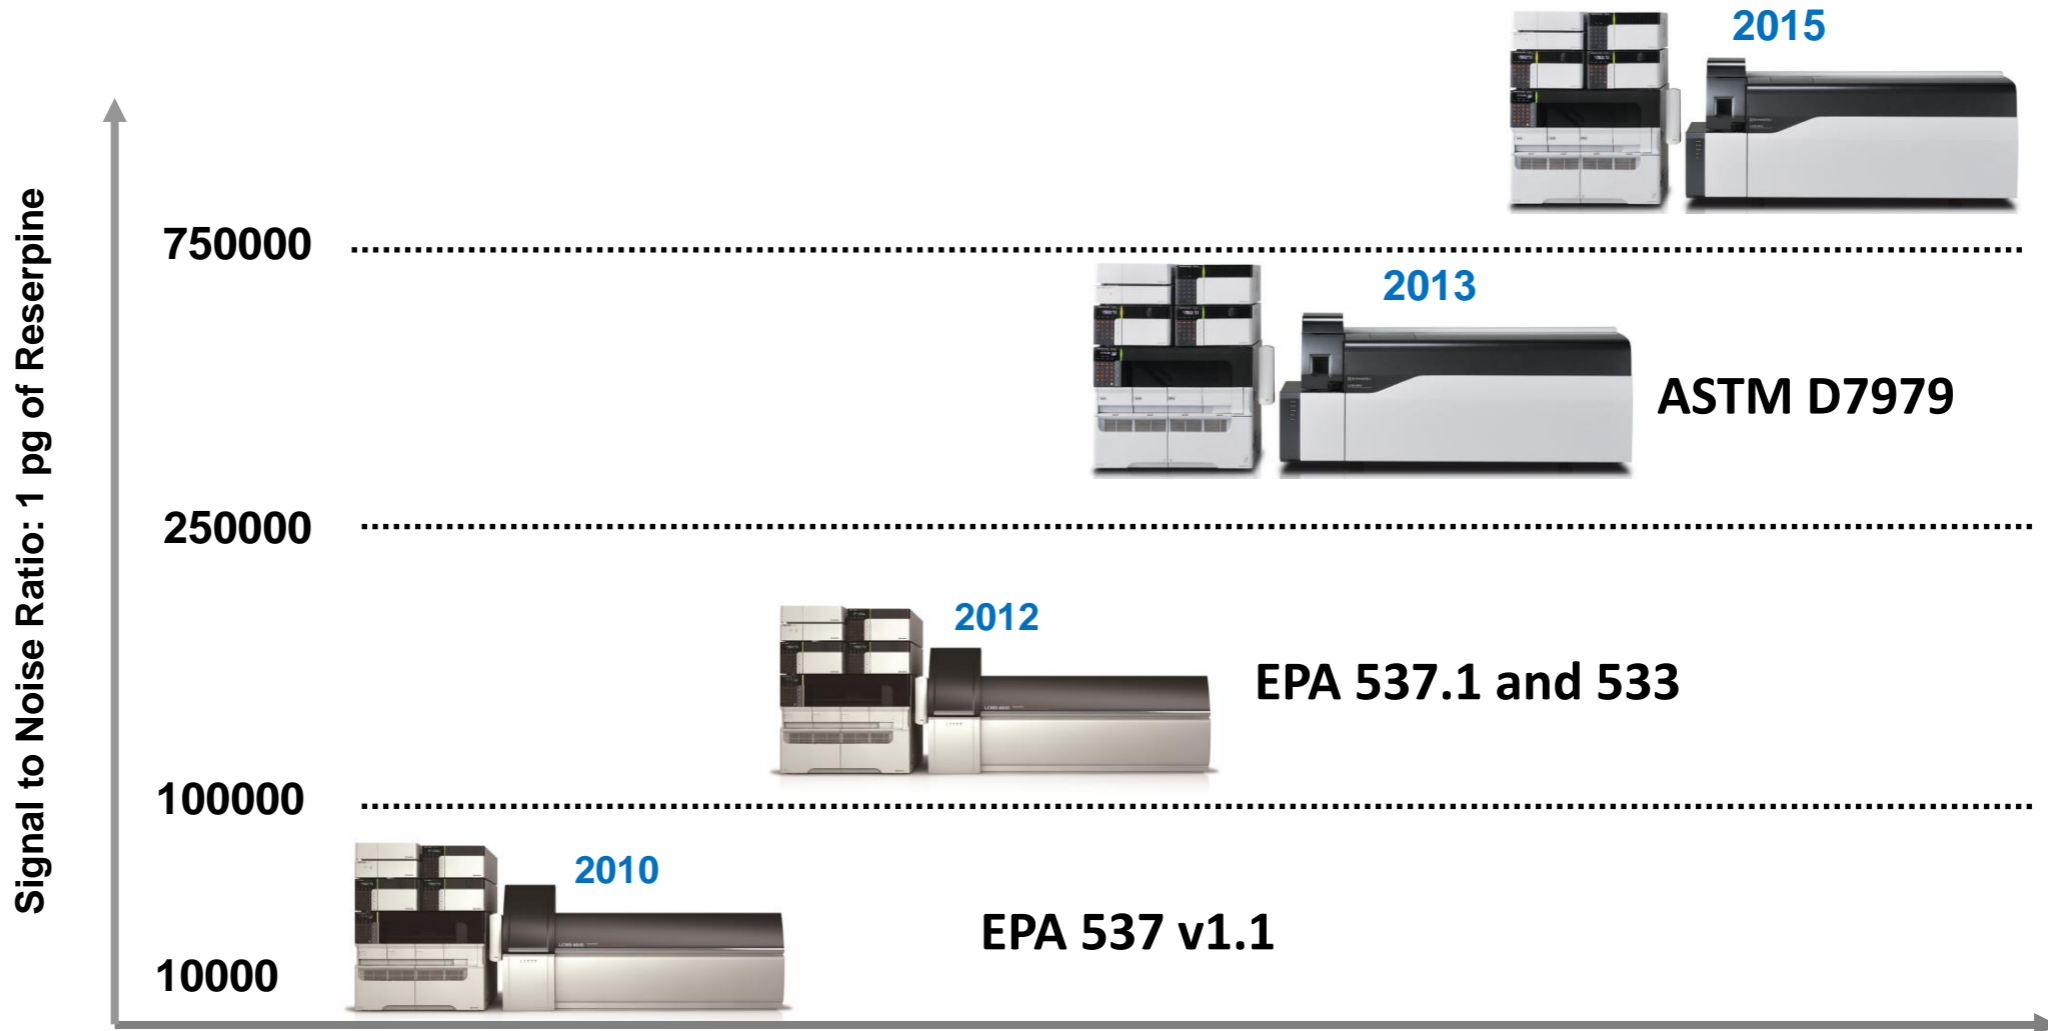 2015
Signal to Noise Ratio: 1 pg of Reserpine
750000
2013
ASTM D7979
250000
2012
EPA 537.1 and 533
100000
2010
EPA 537 v1.1
10000